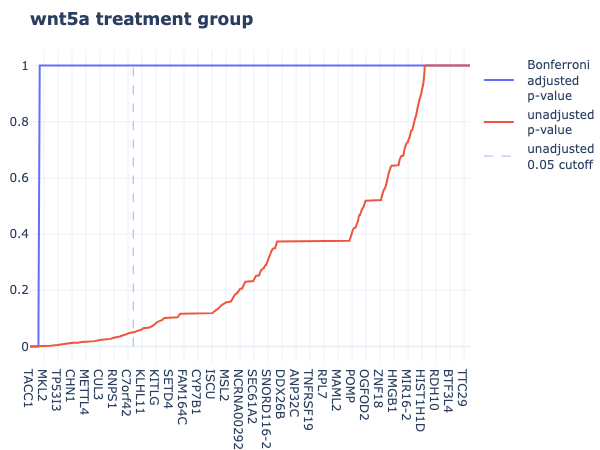 wnt5a treatment group
1
0.8
0.6
0.4
0.2
0
TACC1
MKL2
TP53I3
CHN1
METTL4
CUL3
RNPS1
C7orf42
KLHL11
KITLG
SETD4
FAM164C
CYP7B1
ISCU
MSL2
NCRNA00292
SEC61A2
SNORD116-2
DDX26B
ANP32C
TNFRSF19
RPL7
MAML2
POMP
OGFOD2
ZNF18
HMGB1
MIR16-2
HIST1H1D
RDH10
BTF3L4
TTC29
Bonferroni
adjusted
p-value
unadjusted
p-value
unadjusted
0.05 cutoff